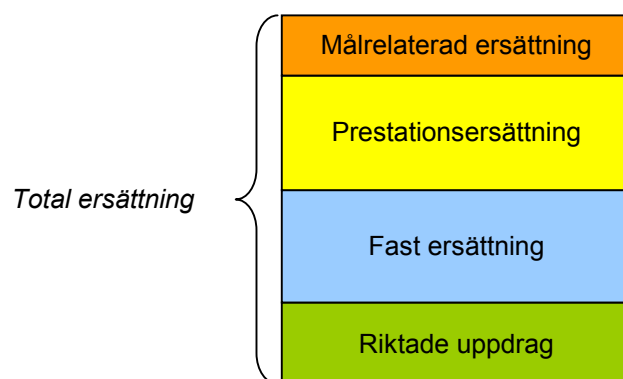 Målrelaterad ersättning
Prestationsersättning
Total ersättning
Fast ersättning
Riktade uppdrag